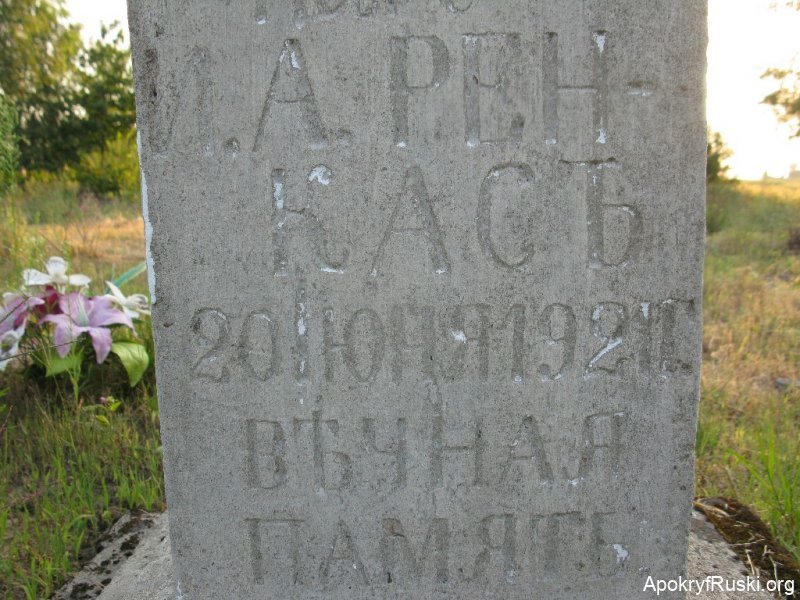 И. А. РЕН-
КАСЪ
20 ІЮНЯ 1921 Г
ВѢЧНАЯ
ПАМЯТЬ
ApokryfRuski.org